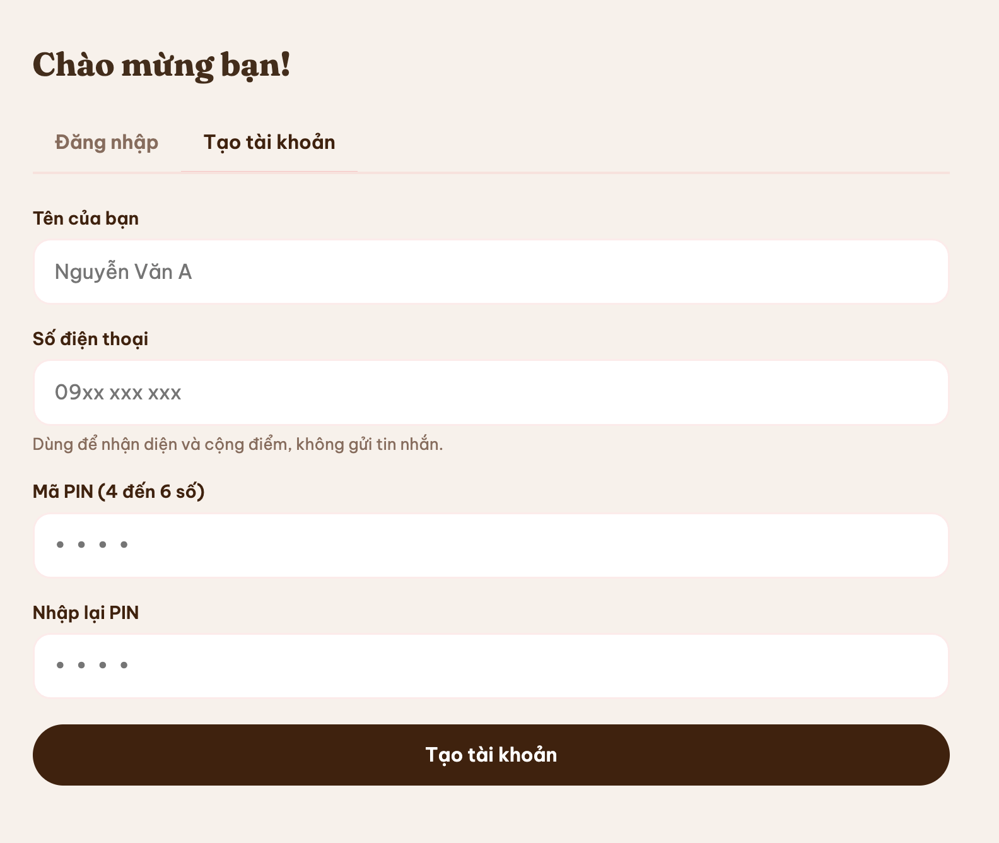 Chào mừng bạn!
Đăng nhập
Tạo tài khoản
Tên của bạn
Nguyễn Văn A
Số điện thoại
09xx xxx xxx
Dùng để nhận diện và cộng điểm, không gửi tin nhắn.
Mã PIN (4 đến 6 số)
• • • •
Nhập lại PIN
• • • •
Tạo tài khoản